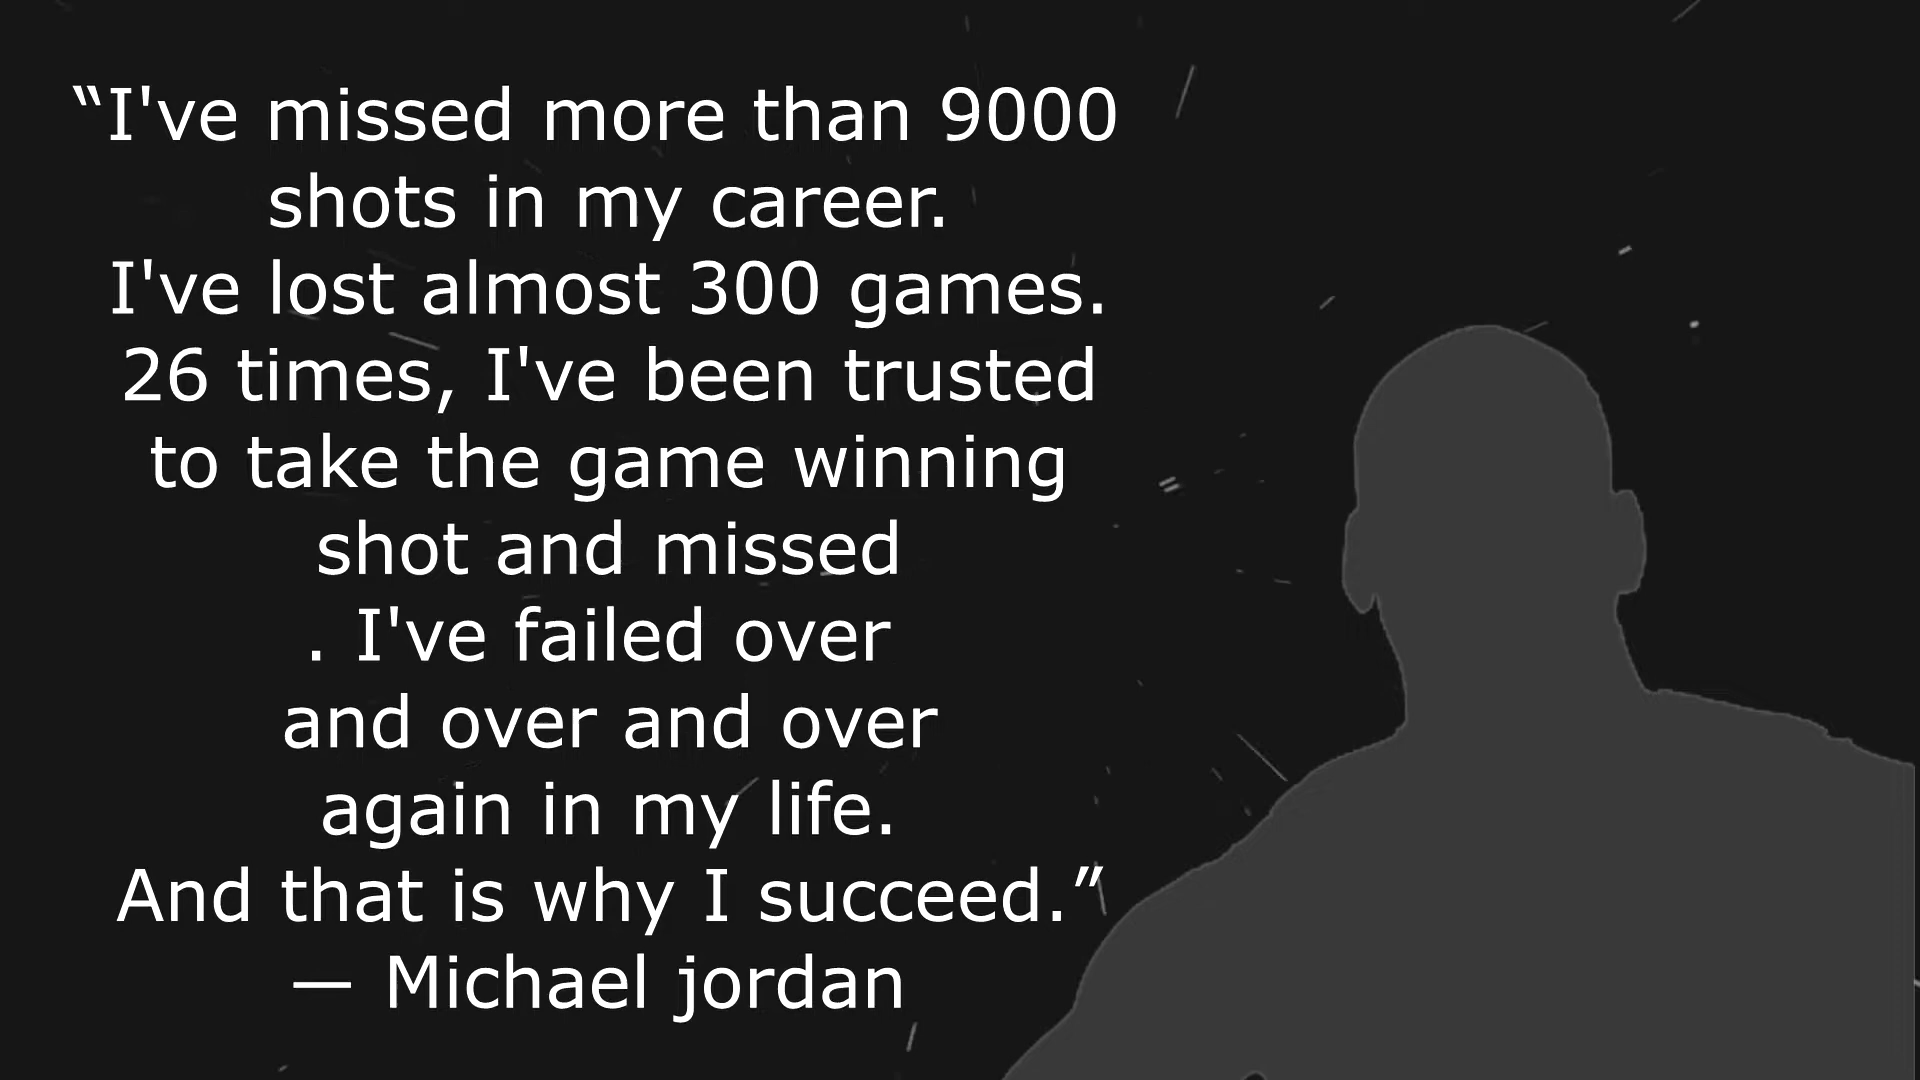 “I've missed more than 9000
shots in my career.
I've lost almost 300 games.
26 times, I've been trusted
to take the game winning
shot and missed
. I've failed over
and over and over
again in my life.
And that is why I succeed.”
— Michael jordan